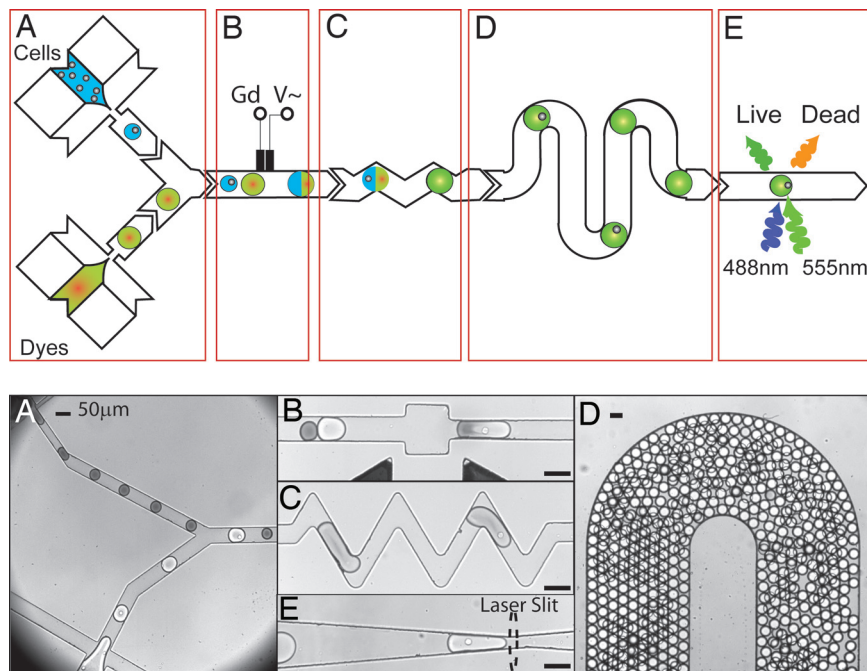 A
B
C
D
E
Cells
Gd
V~
Live
Dead
488nm
555nm
Dyes
A
50μm
B
D
C
E
Laser Slit